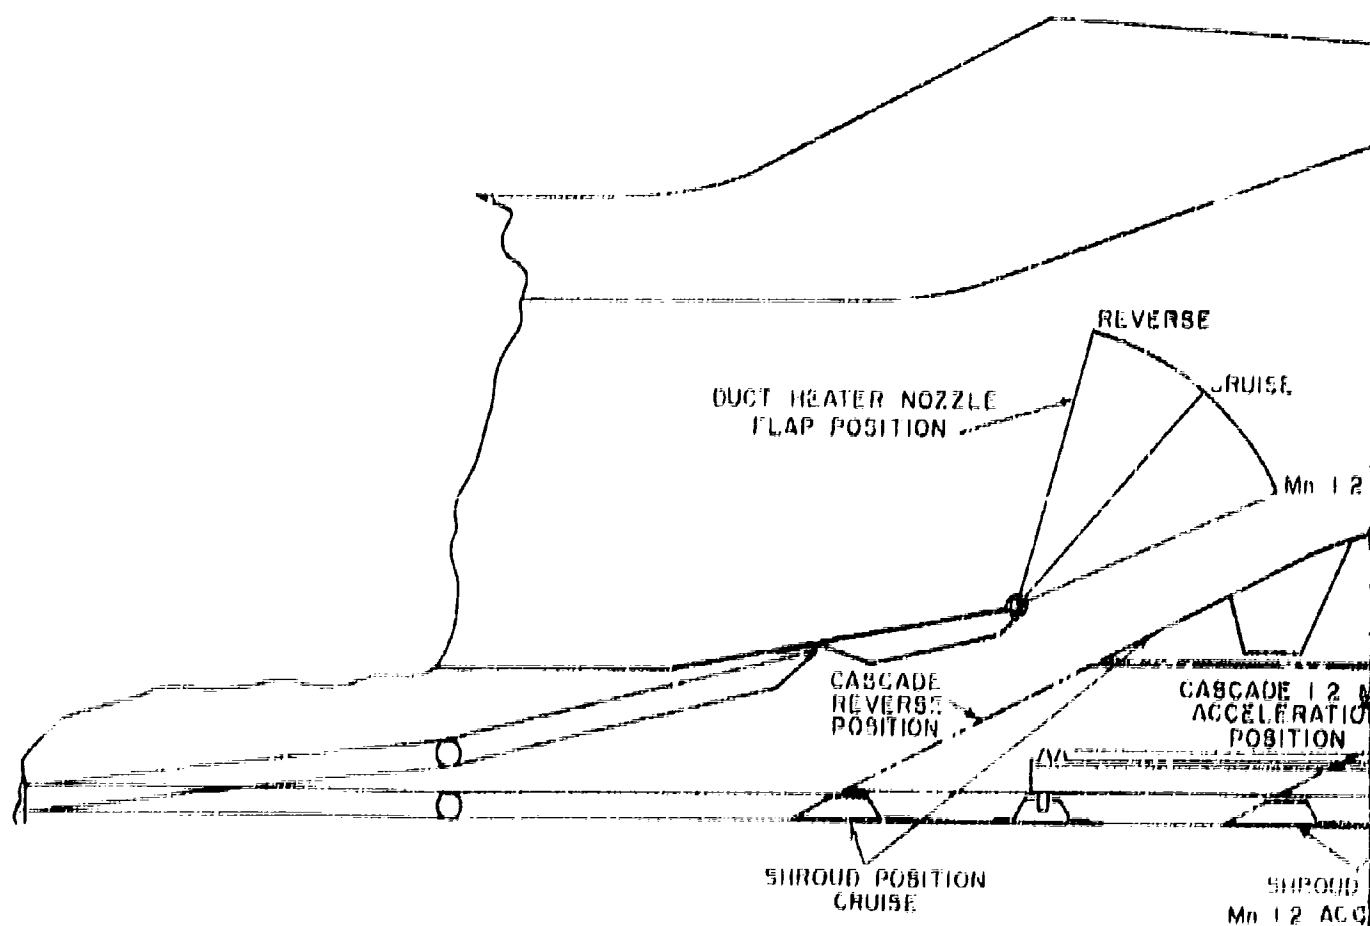 REVERSE
CRUISE
DUCT HEATER NOZZLE
FLAP POSITION
Mn 1 2
CASCADE
REVERSE
POSITION
CASCADE 1 2
ACCELERATIO
POSITION
SHROUD POSITION
CRUISE
SHROUD
Mn 1 2 ACC